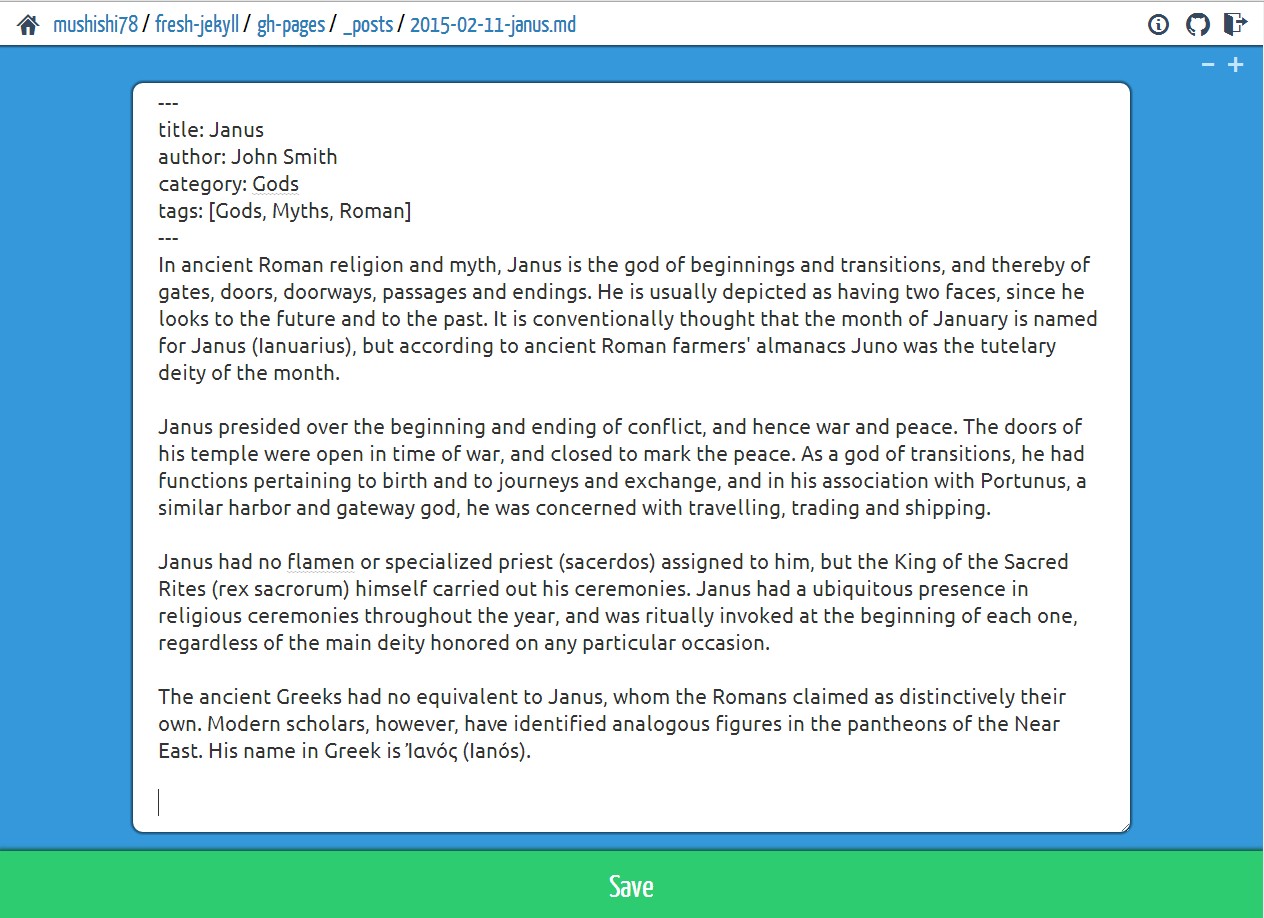 mushishi78 / fresh-jekyll / gh-pages / _posts / 2015-02-11-janus.md
− +
---
title: Janus
author: John Smith
category: Gods
tags: [Gods, Myths, Roman]
---
In ancient Roman religion and myth, Janus is the god of beginnings and transitions, and thereby of
gates, doors, doorways, passages and endings. He is usually depicted as having two faces, since he
looks to the future and to the past. It is conventionally thought that the month of January is named
for Janus (Ianuarius), but according to ancient Roman farmers' almanacs Juno was the tutelary
deity of the month.
Janus presided over the beginning and ending of conflict, and hence war and peace. The doors of
his temple were open in time of war, and closed to mark the peace. As a god of transitions, he had
functions pertaining to birth and to journeys and exchange, and in his association with Portunus, a
similar harbor and gateway god, he was concerned with travelling, trading and shipping.
Janus had no flamen or specialized priest (sacerdos) assigned to him, but the King of the Sacred
Rites (rex sacrorum) himself carried out his ceremonies. Janus had a ubiquitous presence in
religious ceremonies throughout the year, and was ritually invoked at the beginning of each one,
regardless of the main deity honored on any particular occasion.
The ancient Greeks had no equivalent to Janus, whom the Romans claimed as distinctively their
own. Modern scholars, however, have identified analogous figures in the pantheons of the Near
East. His name in Greek is Ἰανός (Ianós).
Save